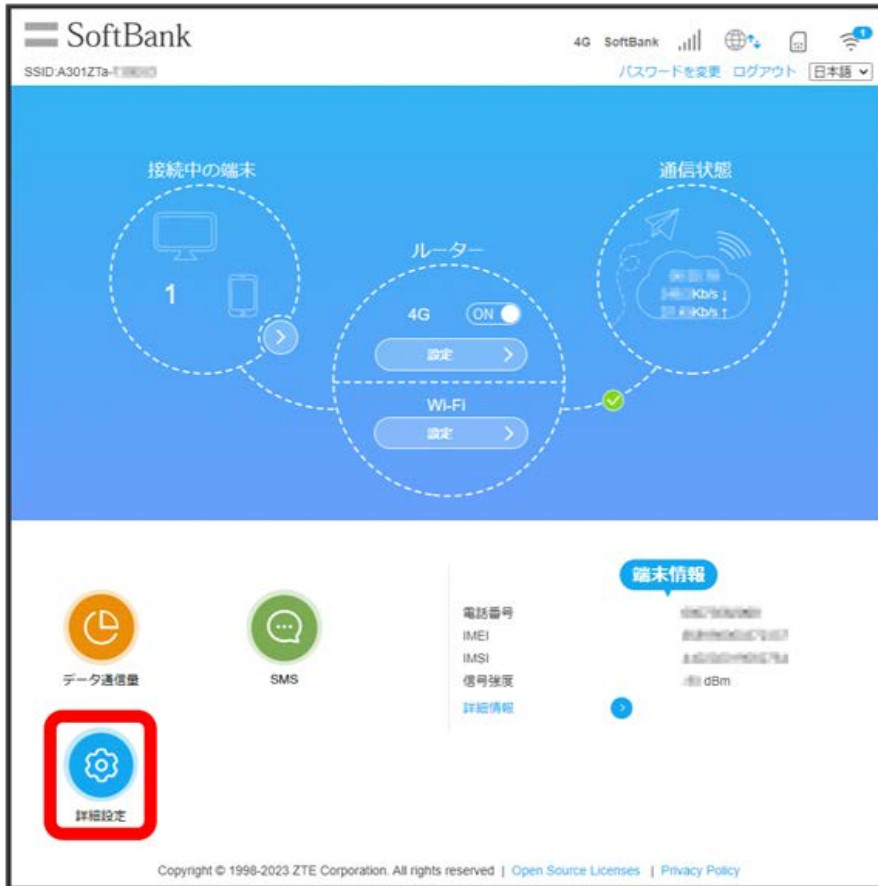 SoftBank
4G SoftBank 1
SSID:A301ZTa-
パスワードを変更 ログアウト 日本語
接続中の端末
通信状態
ルーター
1
4G ON
Kb/s ↓
Kb/s ↑
設定
Wi-Fi
設定
端末情報
電話番号
IMEI
IMSI
信号強度 dBm
詳細情報
データ通信量
SMS
詳細設定
Copyright © 1998-2023 ZTE Corporation. All rights reserved | Open Source Licenses | Privacy Policy